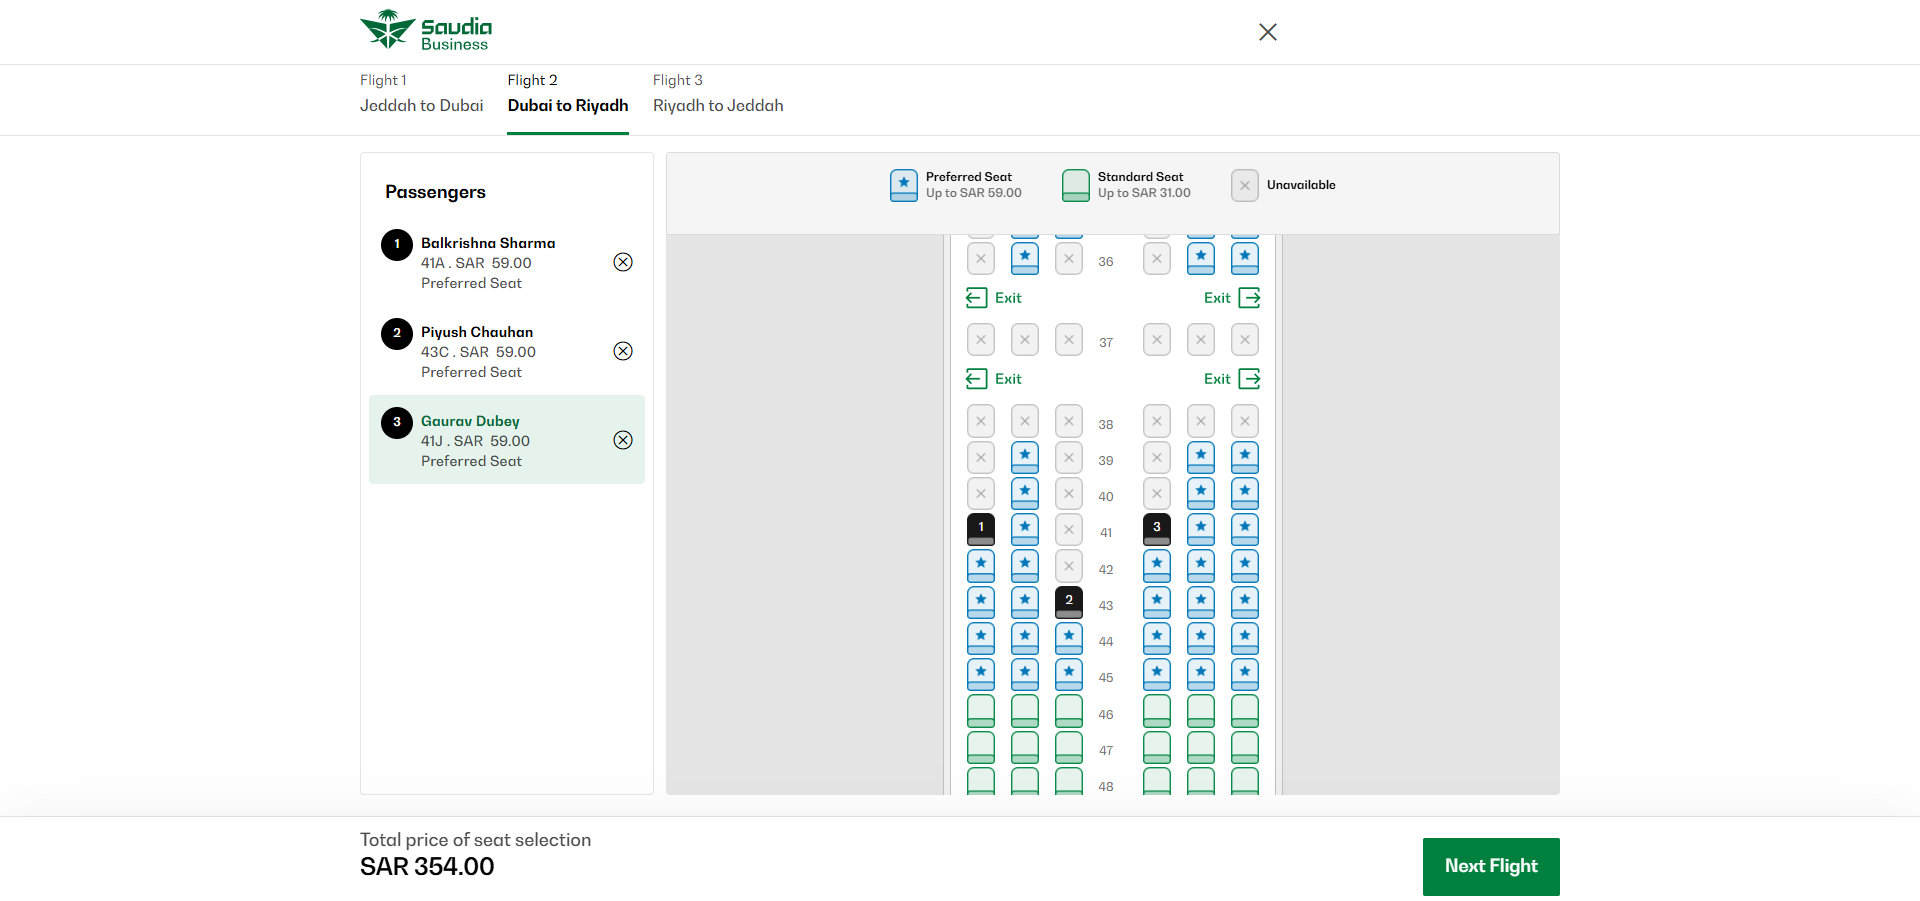 Saudia
Business
Flight 1
Jeddah to Dubai
Flight 2
Dubai to Riyadh
Flight 3
Riyadh to Jeddah
Passengers
1
Balkrishna Sharma
41A . SAR 59.00
Preferred Seat
2
Piyush Chauhan
43C . SAR 59.00
Preferred Seat
3
Gaurav Dubey
41J . SAR 59.00
Preferred Seat
Preferred Seat
Up to SAR 59.00
Standard Seat
Up to SAR 31.00
Unavailable
36
Exit
Exit
37
Exit
Exit
38
39
40
1
41
3
42
2
43
44
45
46
47
48
Total price of seat selection
SAR 354.00
Next Flight